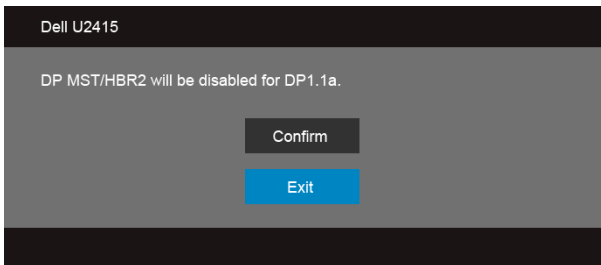 Dell U2415
DP MST/HBR2 will be disabled for DP1.1a.
Confirm
Exit